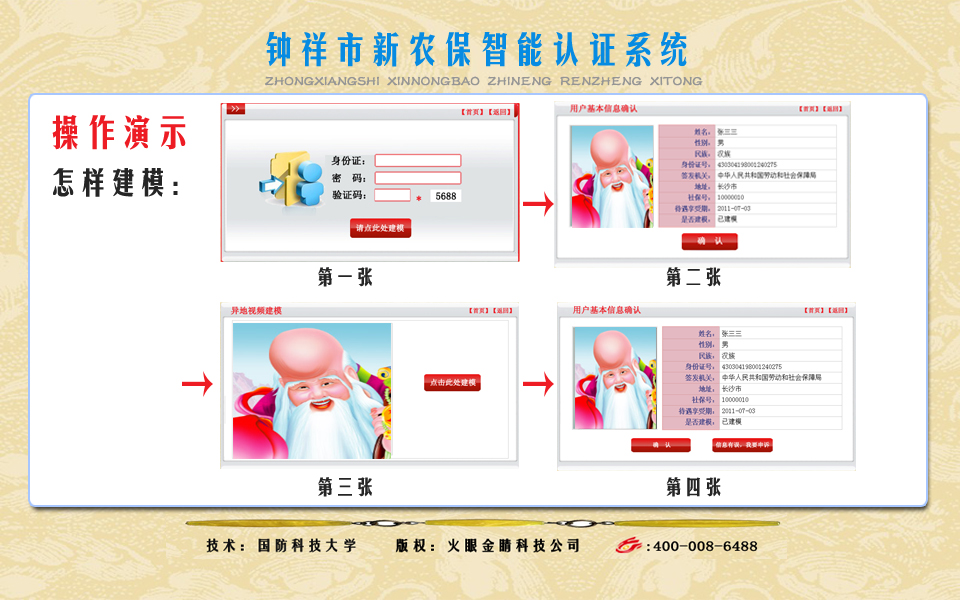 钟祥市新农保智能认证系统
ZHONGXIANGSHI XINNONGBAO ZHINENG RENZHENG XITONG
操作演示
怎样建模：
【首页】【返回】
身份证：
密 码：
验证码： * 5688
请点此处建模
第一张
用户基本信息确认 【首页】【返回】
姓名： 张三三
性别： 男
民族： 汉族
身份证号： 430304198001240275
签发机关： 中华人民共和国劳动和社会保障局
地址： 长沙市
社保号： 10000010
待遇享受期： 2011-07-03
是否建模： 已建模
确 认
第二张
异地视频建模 【首页】【返回】
点击此处建模
第三张
用户基本信息确认 【首页】【返回】
姓名： 张三三
性别： 男
民族： 汉族
身份证号： 430304198001240275
签发机关： 中华人民共和国劳动和社会保障局
地址： 长沙市
社保号： 10000010
待遇享受期： 2011-07-03
是否建模： 已建模
确 认 信息有误，我要申诉
第四张
技术：国防科技大学 版权：火眼金睛科技公司 :400-008-6488